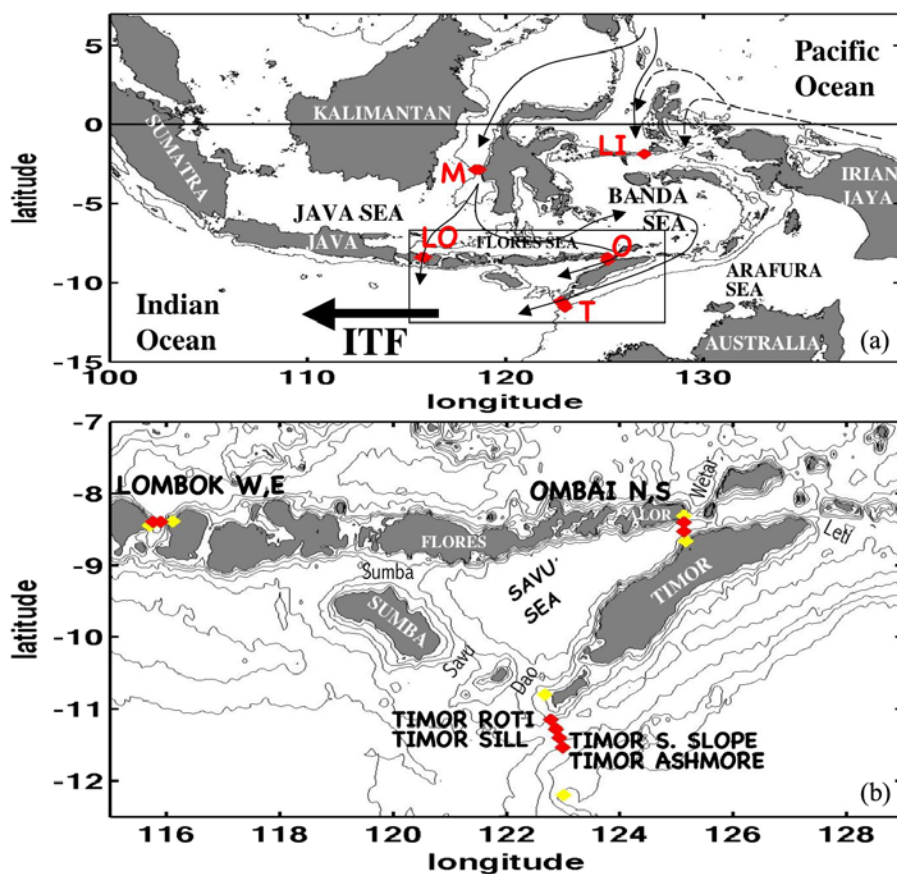 5
0
-5
-10
-15
latitude
100
110
120
130
longitude
Pacific
Ocean
KALIMANTAN
SUMATRA
LI
M
IRIAN
JAYA
BANDA
SEA
JAVA SEA
JAVA
LO
FLORES SEA
O
ARAFURA
SEA
T
Indian
Ocean
ITF
AUSTRALIA
(a)
-7
-8
-9
-10
-11
-12
latitude
116
118
120
122
124
126
128
longitude
LOMBOK W,E
OMBAI N,S
Wetar
ALOR
Leti
FLORES
Sumba
SAVU
SEA
TIMOR
SUMBA
Savu
Dao
TIMOR ROTI
TIMOR SILL
TIMOR S. SLOPE
TIMOR ASHMORE
(b)